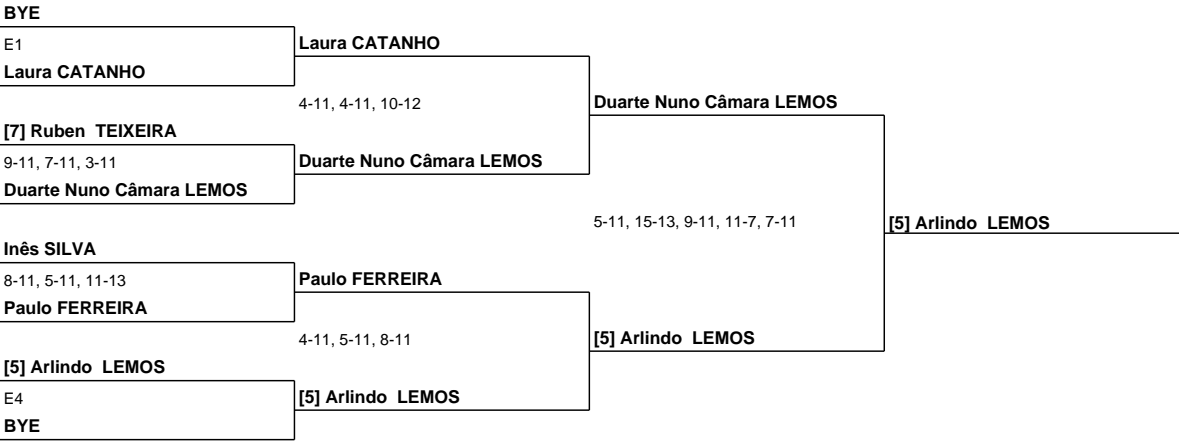 BYE
E1
Laura CATANHO
Laura CATANHO
4-11, 4-11, 10-12
[7] Ruben  TEIXEIRA
9-11, 7-11, 3-11
Duarte Nuno Câmara LEMOS
Duarte Nuno Câmara LEMOS
Duarte Nuno Câmara LEMOS
5-11, 15-13, 9-11, 11-7, 7-11
[5] Arlindo  LEMOS
Inês SILVA
8-11, 5-11, 11-13
Paulo FERREIRA
Paulo FERREIRA
4-11, 5-11, 8-11
[5] Arlindo  LEMOS
[5] Arlindo  LEMOS
E4
BYE
[5] Arlindo  LEMOS